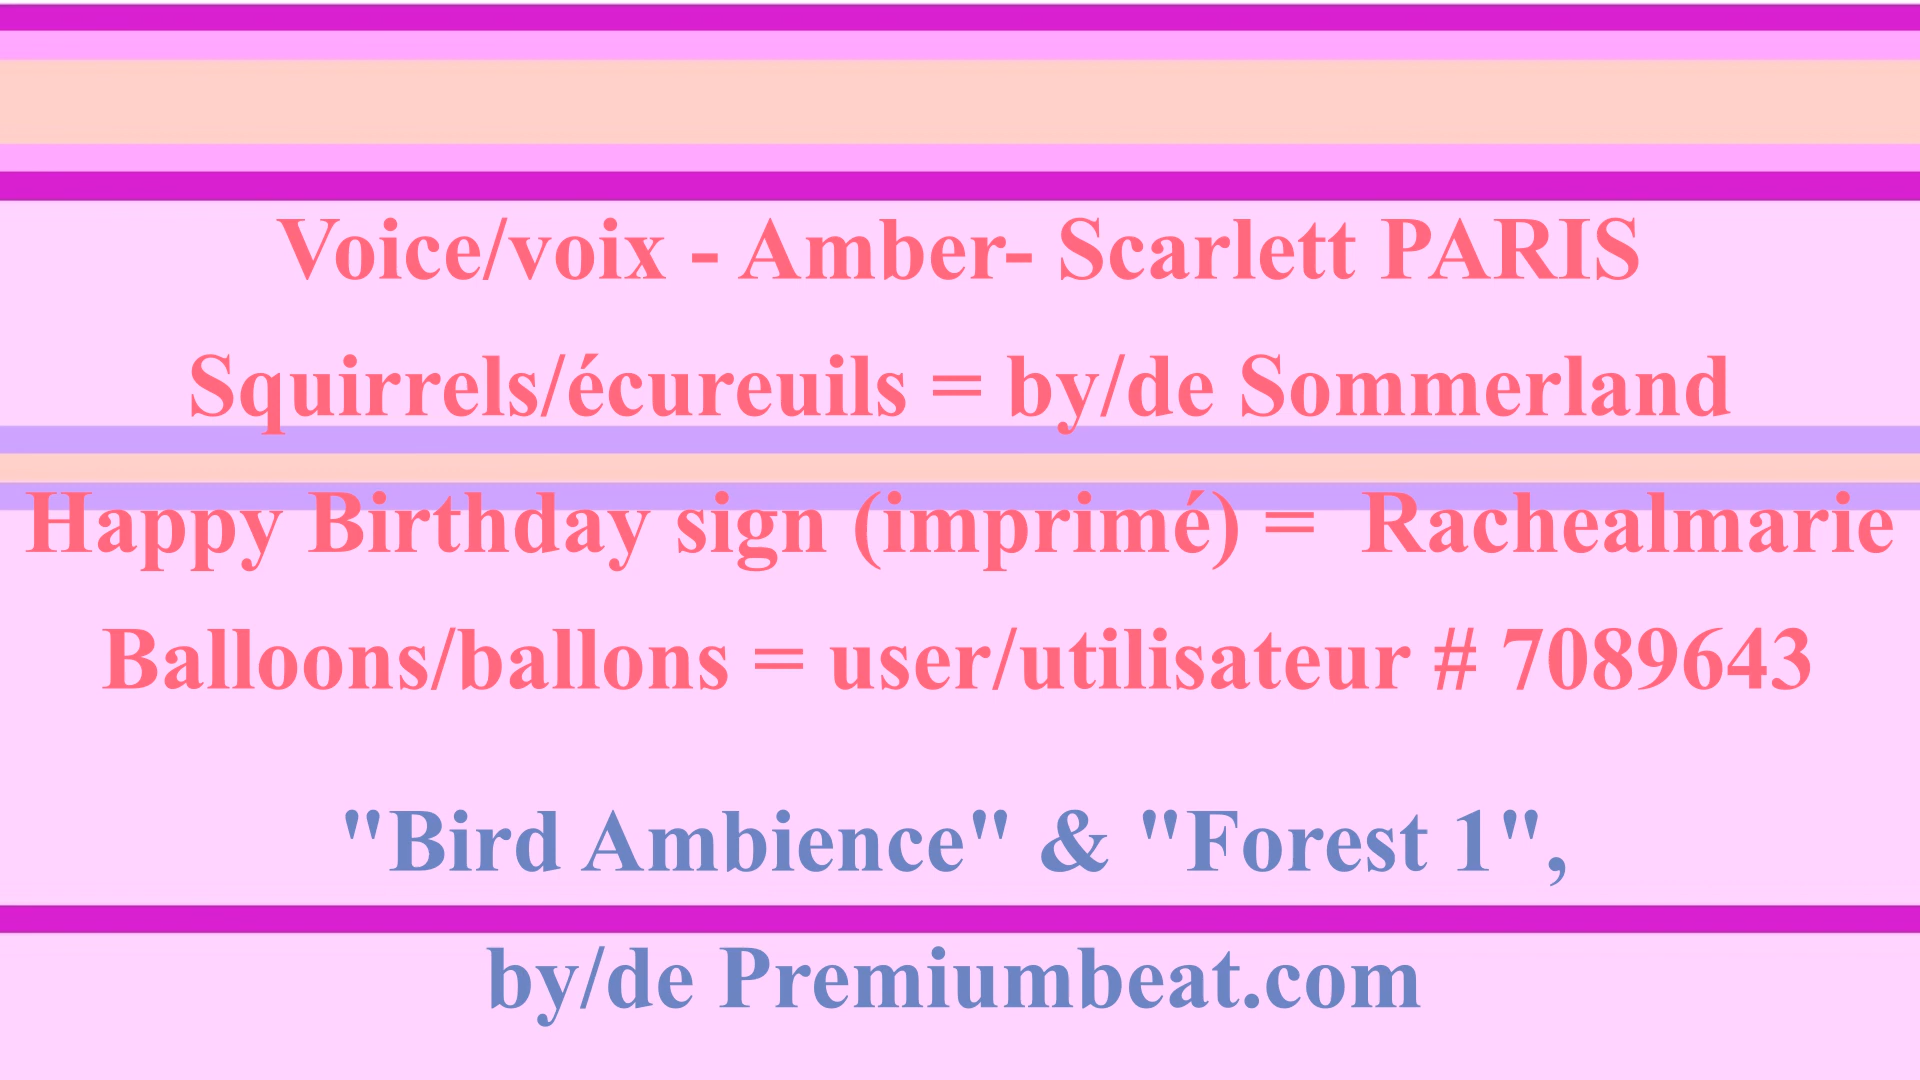 Voice/voix - Amber- Scarlett PARIS
Squirrels/écureuils = by/de Sommerland
Happy Birthday sign (imprimé) =  Rachealmarie
Balloons/ballons = user/utilisateur # 7089643
"Bird Ambience" & "Forest 1",
by/de Premiumbeat.com